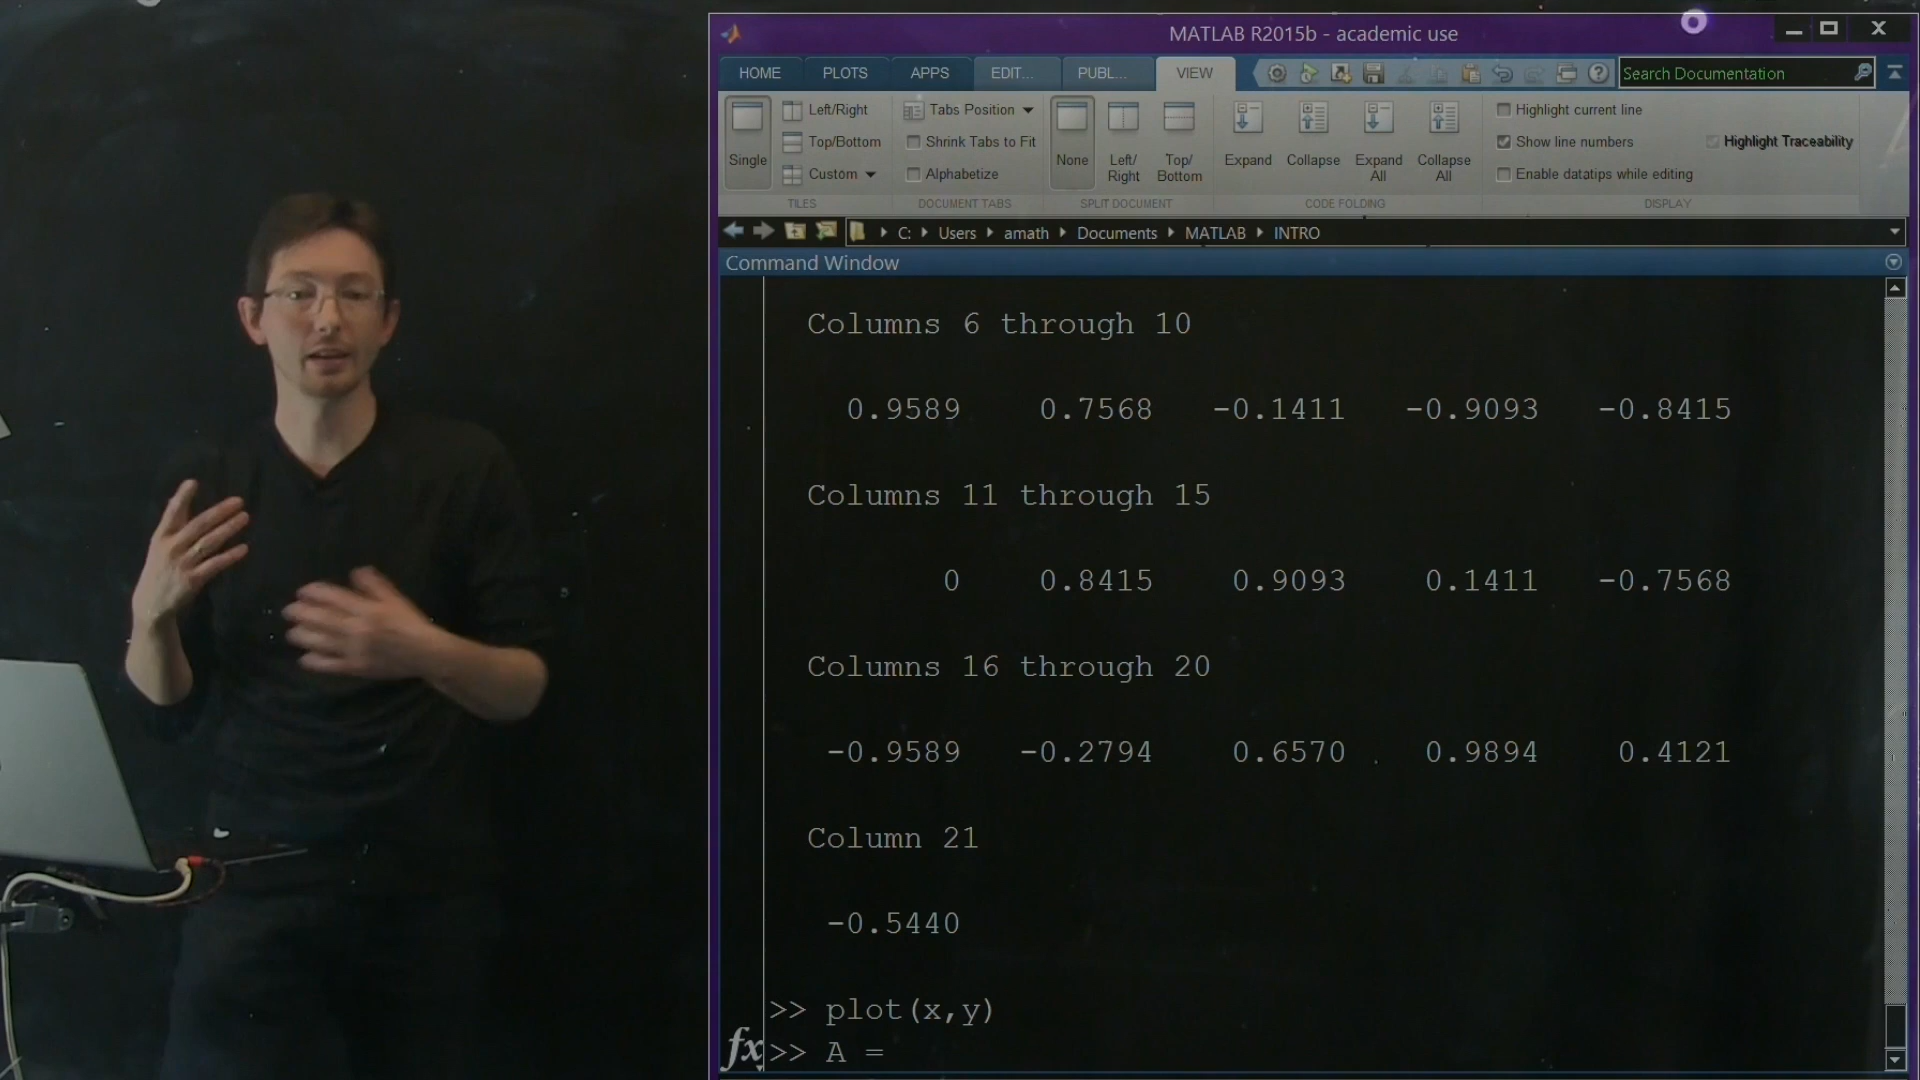 MATLAB R2015b - academic use
HOME PLOTS APPS EDIT... PUBL... VIEW Search Documentation
Single Left/Right Top/Bottom Custom
Tabs Position Shrink Tabs to Fit Alphabetize
None Left/Right Top/Bottom
Expand Collapse Expand All Collapse All
Highlight current line
Show line numbers
Highlight Traceability
Enable datatips while editing
TILES DOCUMENT TABS SPLIT DOCUMENT CODE FOLDING DISPLAY
C: Users amath Documents MATLAB INTRO
Command Window
Columns 6 through 10
0.9589 0.7568 -0.1411 -0.9093 -0.8415
Columns 11 through 15
0 0.8415 0.9093 0.1411 -0.7568
Columns 16 through 20
-0.9589 -0.2794 0.6570 0.9894 0.4121
Column 21
-0.5440
>> plot(x,y)
fx >> A =